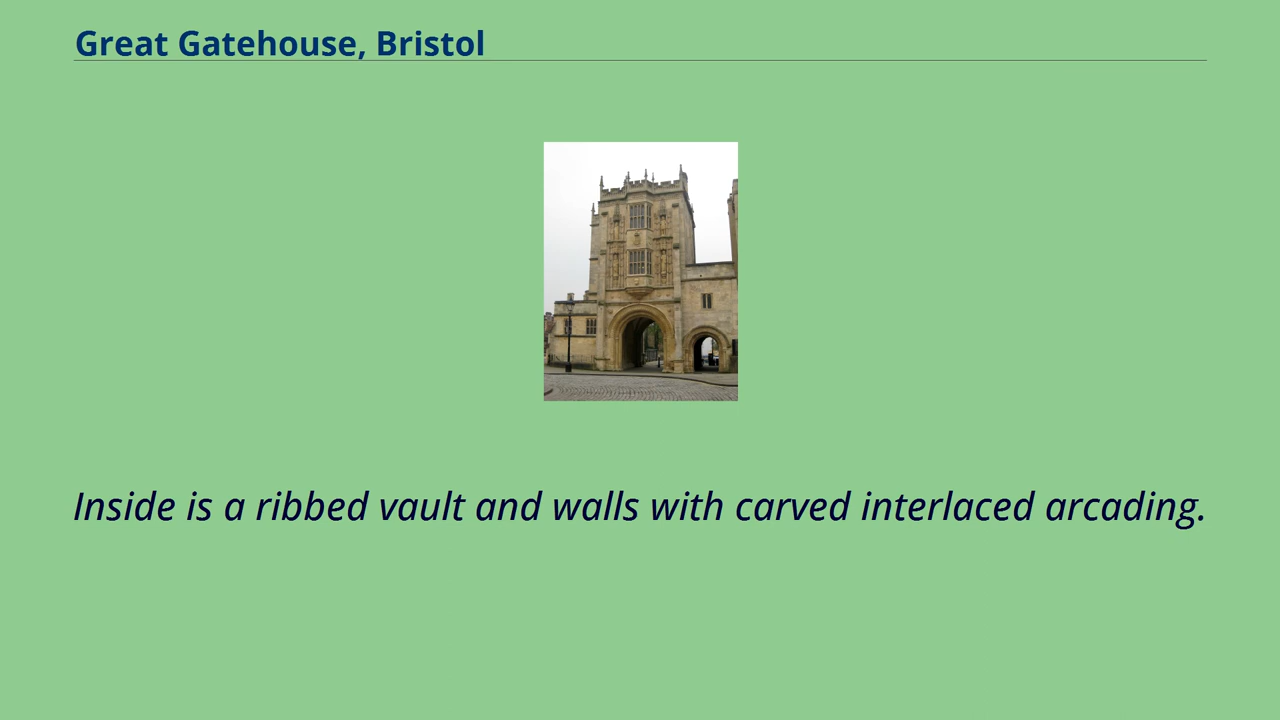 Great Gatehouse, Bristol
Inside is a ribbed vault and walls with carved interlaced arcading.